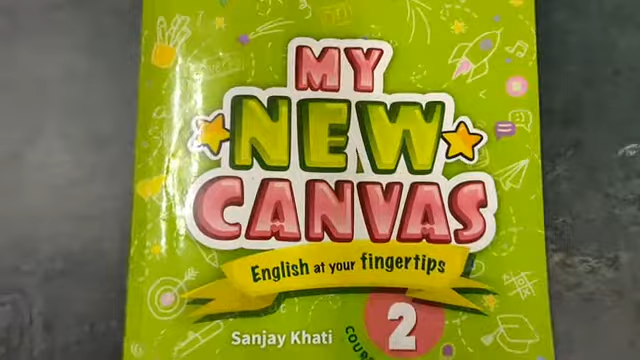 MY
NEW
CANVAS
English at your fingertips
2
Sanjay Khati